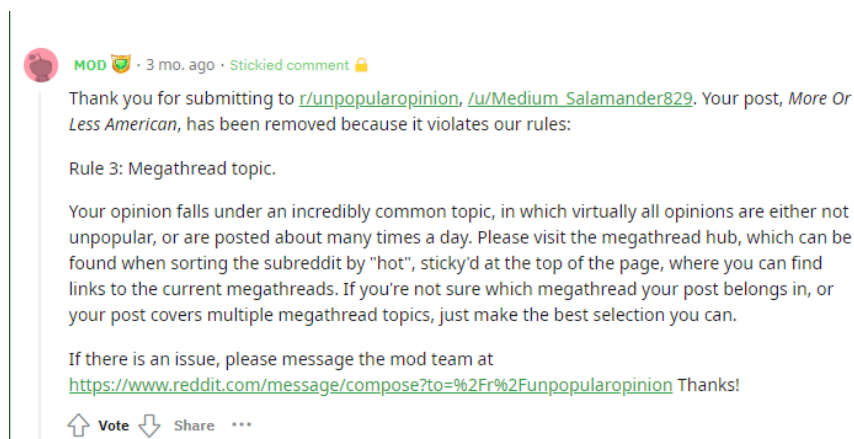 MOD · 3 mo. ago · Stickied comment
Thank you for submitting to r/unpopularopinion, /u/Medium_Salamander829. Your post, More Or
Less American, has been removed because it violates our rules:
Rule 3: Megathread topic.
Your opinion falls under an incredibly common topic, in which virtually all opinions are either not
unpopular, or are posted about many times a day. Please visit the megathread hub, which can be
found when sorting the subreddit by "hot", sticky'd at the top of the page, where you can find
links to the current megathreads. If you're not sure which megathread your post belongs in, or
your post covers multiple megathread topics, just make the best selection you can.
If there is an issue, please message the mod team at
https://www.reddit.com/message/compose?to=%2Fr%2Funpopularopinion Thanks!
Vote Share ···